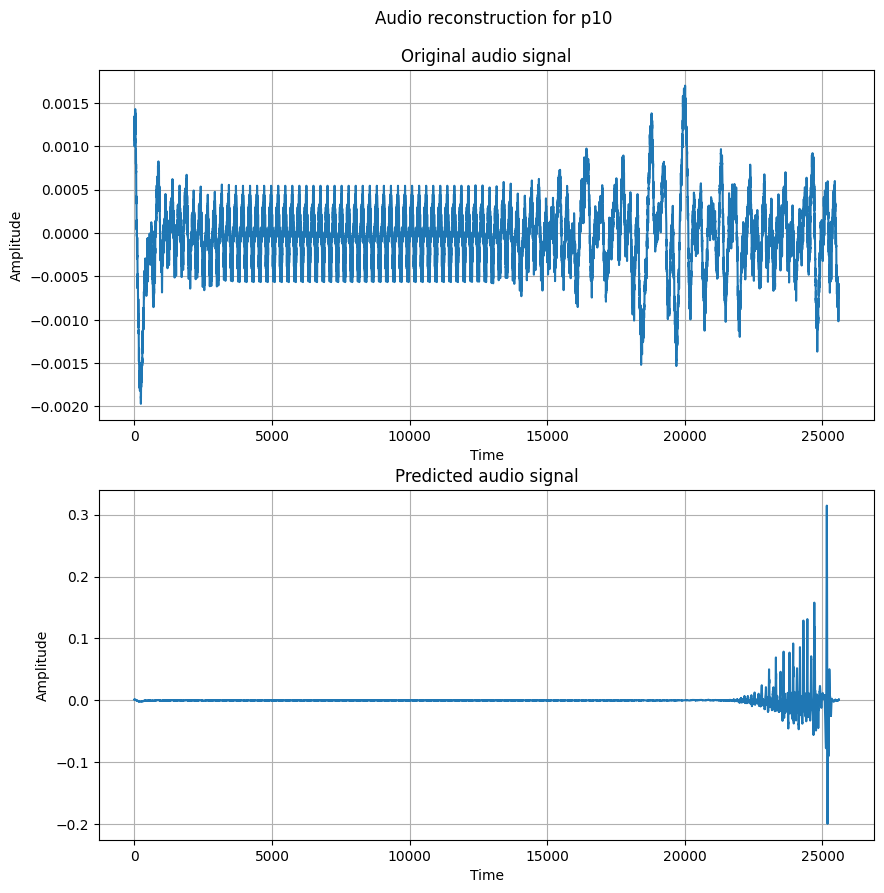 Audio reconstruction for p10
Original audio signal
0.0015
0.0010
0.0005
0.0000
−0.0005
−0.0010
−0.0015
−0.0020
Amplitude
0 5000 10000 15000 20000 25000
Time
Predicted audio signal
0.3
0.2
0.1
0.0
−0.1
−0.2
Amplitude
0 5000 10000 15000 20000 25000
Time